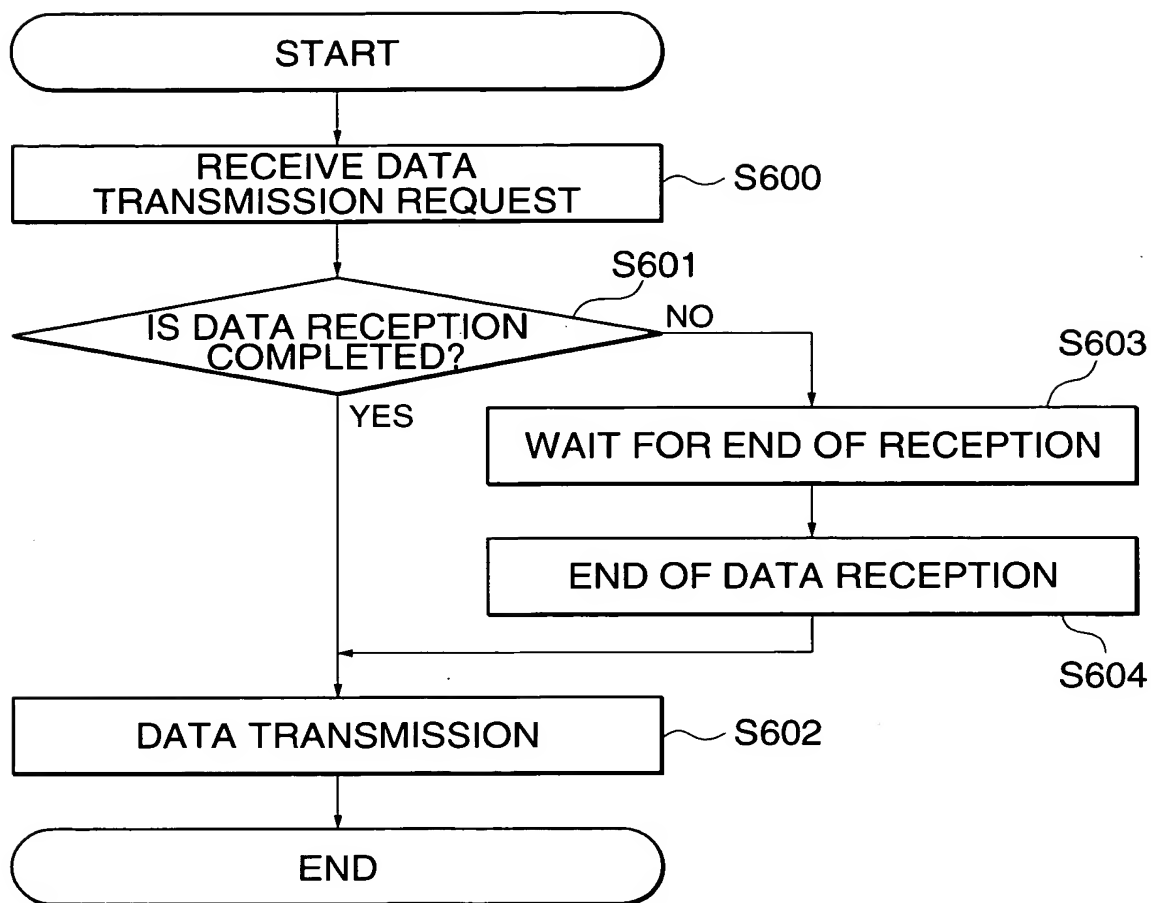 START
RECEIVE DATA
TRANSMISSION REQUEST
S600
S601
IS DATA RECEPTION
COMPLETED?
NO
YES
S603
WAIT FOR END OF RECEPTION
END OF DATA RECEPTION
S604
DATA TRANSMISSION
S602
END